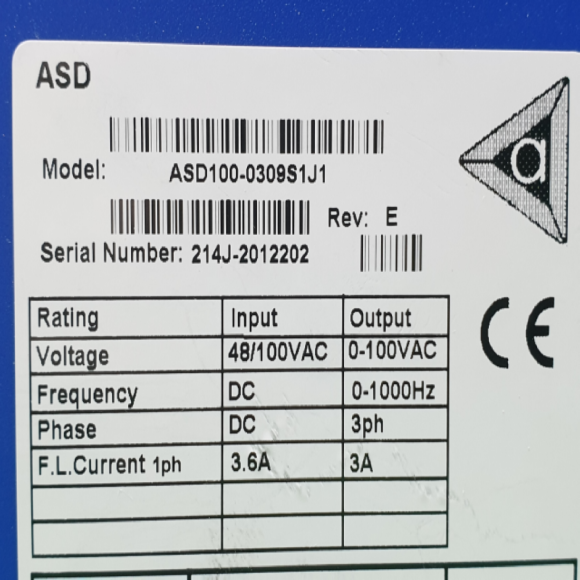 ASD
Model: ASD100-0309S1J1
Rev: E
Serial Number: 214J-2012202
a
CE
Rating Input Output
Voltage 48/100VAC 0-100VAC
Frequency DC 0-1000Hz
Phase DC 3ph
F.L.Current 1ph 3.6A 3A